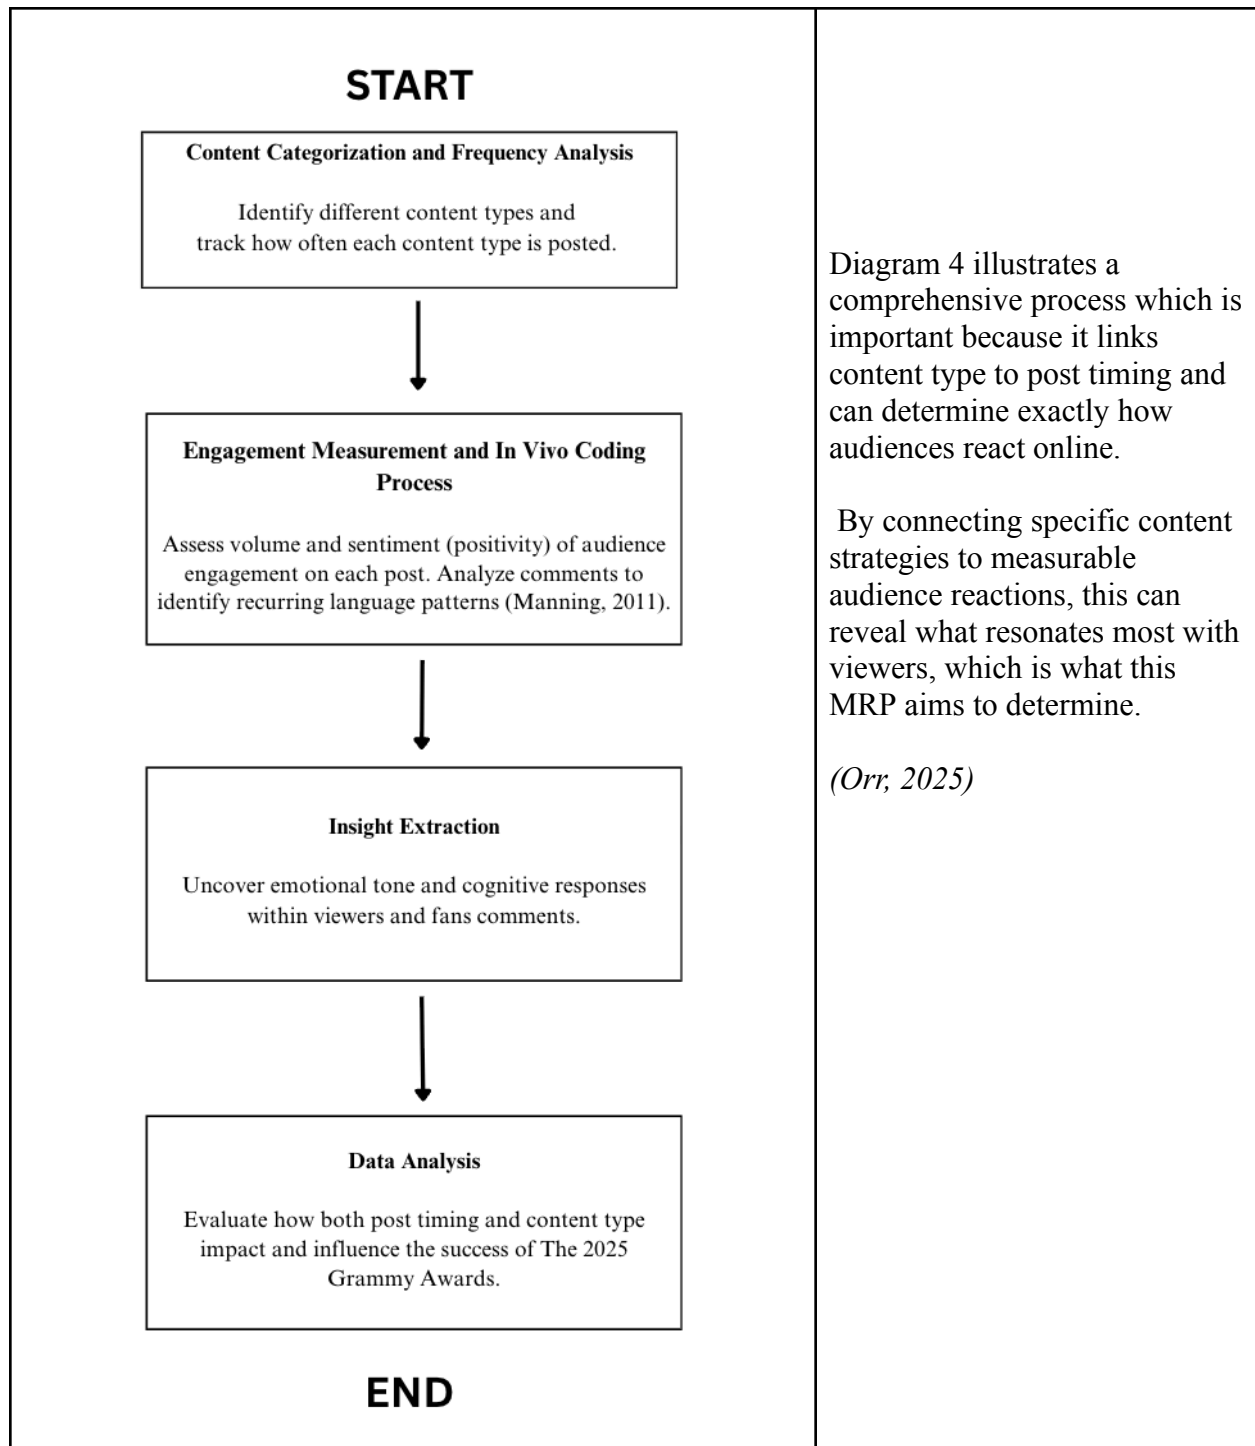 START
Content Categorization and Frequency Analysis
Identify different content types and
track how often each content type is posted.
Engagement Measurement and In Vivo Coding
Process
Assess volume and sentiment (positivity) of audience
engagement on each post. Analyze comments to
identify recurring language patterns (Manning, 2011).
Insight Extraction
Uncover emotional tone and cognitive responses
within viewers and fans comments.
Data Analysis
Evaluate how both post timing and content type
impact and influence the success of The 2025
Grammy Awards.
END
Diagram 4 illustrates a
comprehensive process which is
important because it links
content type to post timing and
can determine exactly how
audiences react online.
By connecting specific content
strategies to measurable
audience reactions, this can
reveal what resonates most with
viewers, which is what this
MRP aims to determine.
(Orr, 2025)